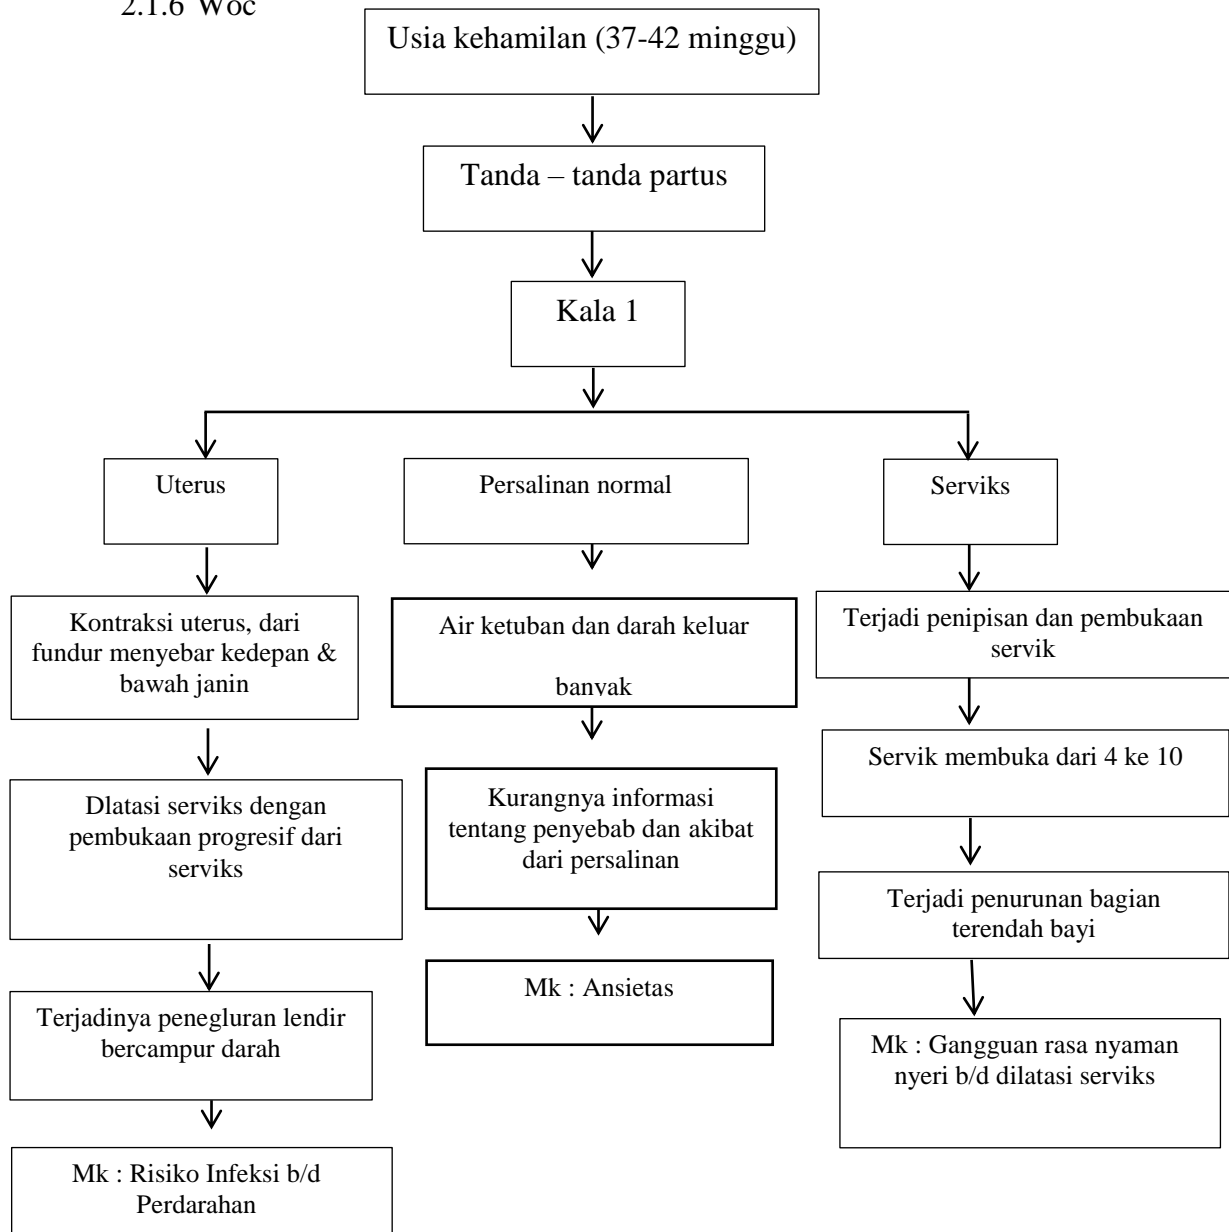 2.1.6 Woc
Usia kehamilan (37-42 minggu)
Tanda – tanda partus
Kala 1
Uterus
Persalinan normal
Serviks
Kontraksi uterus, dari
fundur menyebar kedepan &
bawah janin
Air ketuban dan darah keluar
banyak
Terjadi penipisan dan pembukaan
servik
Dlatasi serviks dengan
pembukaan progresif dari
serviks
Kurangnya informasi
tentang penyebab dan akibat
dari persalinan
Servik membuka dari 4 ke 10
Terjadi penurunan bagian
terendah bayi
Terjadinya penegluran lendir
bercampur darah
Mk : Ansietas
Mk : Gangguan rasa nyaman
nyeri b/d dilatasi serviks
Mk : Risiko Infeksi b/d
Perdarahan